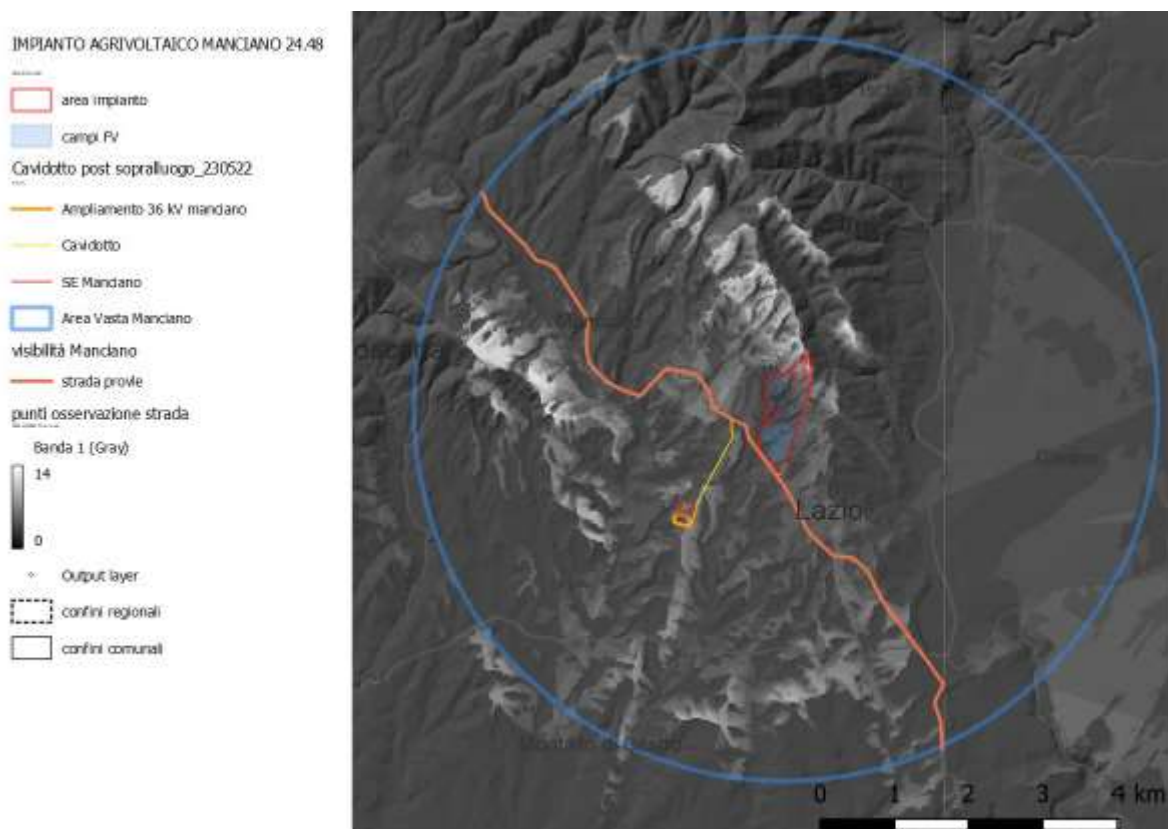 IMPIANTO AGRIVOLTAICO MANCIANO 24.48
area impianto
campi FV
Cavidotto post sopralluogo_230522
Ampliamento 36 kV manciano
Cavidotto
SE Manciano
Area Vasta Manciano
visibilità Manciano
strada prov.le
punti osservazione strada
Banda 1 (Gray)
14
0
Output layer
confini regionali
confini comunali
Lazio
0 1 2 3 4 km